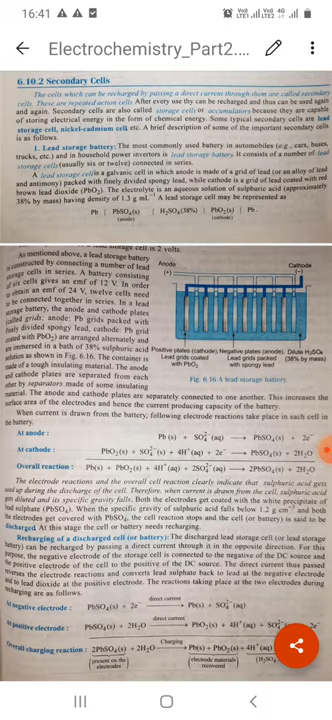 16:41
Electrochemistry_Part2....
6.10.2 Secondary Cells
The cells which can be recharged by passing a direct current through them are called secondary
cells. These are repeated action cells After every use thy can be recharged and thus can be used again
and again. Secondary cells are also called storage cells or accumulators because they are capable
of storing electrical energy in the form of chemical energy. Some typical secondary cells are lead
storage cell, nickel-cadmium cell, etc. A brief description of some of the important secondary cells
is as follows.
1. Lead storage battery: The most commonly used battery in automobiles (e.g., cars, buses,
trucks, etc.) and in household power invertors is lead storage battery. It consists of a number of lead
storage cells (usually six or twelve) connected in series.
A lead storage cell is a galvanic cell in which anode is made of a grid of lead (or an alloy of lead
and antimony) packed with finely divided spongy lead, while cathode is a grid of lead coated with red
brown lead dioxide (PbO₂). The electrolyte is an aqueous solution of sulphuric acid (approximately
38% by mass) having density of 1.3 g mL⁻¹ A lead storage cell may be represented as
Pb | PbSO₄(s) | H₂SO₄(38%) | PbO₂(s) | Pb.
(anode) (cathode)
storage cell is 2 volts.
As mentioned above, a lead storage battery
constructed by connecting a number of lead
storage cells in series. A battery consisting
of six cells gives an emf of 12 V. In order
obtain an emf of 24 V, twelve cells need
be connected together in series. In a lead
storage battery, the anode and cathode plates
called grids; anode: Pb grids packed with
finely divided spongy lead, cathode: Pb grid
coated with PbO₂) are arranged alternately and
immersed in a bath of 38% sulphuric acid
solution as shown in Fig. 6.16. The container is
made of a tough insulating material. The anode
and cathode plates are separated from each
other by separators made of some insulating
Anode
(+)
Cathode
(−)
Positive plates (cathode), Negative plates (anode), Dilute H₂SO₄
Lead grids coated Lead grids packed (38% by mass)
with PbO₂ with spongy lead
Fig. 6.16 A lead storage battery.
material. The anode and cathode plates are separately connected to one another. This increases the
surface area of the electrodes and hence the current producing capacity of the battery.
When current is drawn from the battery, following electrode reactions take place in each cell in
the battery.
At anode : Pb (s) + SO₄²⁻(aq) ⟶ PbSO₄(s) + 2e⁻
At cathode : PbO₂(s) + SO₄²⁻(s) + 4H⁺(aq) + 2e⁻ ⟶ PbSO₄(s) + 2H₂O
Overall reaction : Pb(s) + PbO₂(s) + 4H⁺(aq) + 2SO₄²⁻(aq) ⟶ 2PbSO₄(s) + 2H₂O
The electrode reactions and the overall cell reaction clearly indicate that sulphuric acid gets
used up during the discharge of the cell. Therefore, when current is drawn from the cell, sulphuric acid
gets diluted and its specific gravity falls. Both the electrodes get coated with the white precipitate of
lead sulphate (PbSO₄). When the specific gravity of sulphuric acid falls below 1.2 g cm⁻³ and both
the electrodes get covered with PbSO₄, the cell reaction stops and the cell (or battery) is said to be
discharged. At this stage the cell or battery needs recharging.
Recharging of a discharged cell (or battery): The discharged lead storage cell (or lead storage
battery) can be recharged by passing a direct current through it in the opposite direction. For this
purpose, the negative electrode of the storage cell is connected to the negative of the DC source and
the positive electrode of the cell to the positive of the DC source. The direct current thus passed
reverses the electrode reactions and converts lead sulphate back to lead at the negative electrode
and to lead dioxide at the positive electrode. The reactions taking place at the two electrodes during
recharging are as follows.
At negative electrode : PbSO₄(s) + 2e⁻ direct current ⟶ Pb(s) + SO₄²⁻(aq)
At positive electrode : PbSO₄(s) + 2H₂O direct current ⟶ PbO₂(s) + 4H⁺(aq) + SO₄²⁻ 2e⁻
Overall charging reaction : 2PbSO₄(s) + 2H₂O Charging ⟶ Pb(s) + PbO₂(s) + 4H⁺(aq)
(present on the electrodes) (electrode materials recovered) (H₂SO₄